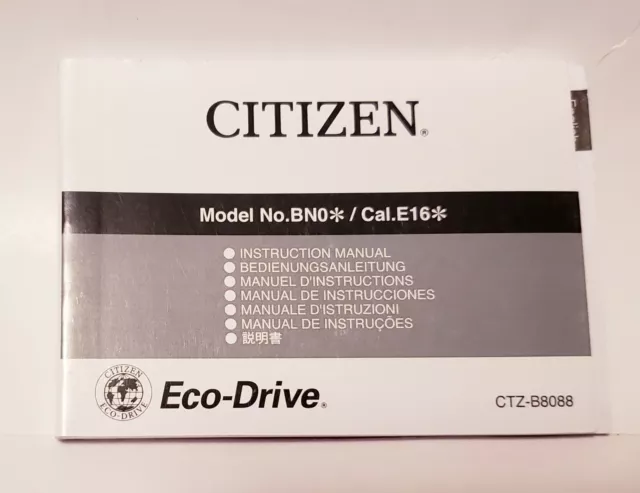 CITIZEN®
Model No.BN0✻ / Cal.E16✻
● INSTRUCTION MANUAL
● BEDIENUNGSANLEITUNG
● MANUEL D'INSTRUCTIONS
● MANUAL DE INSTRUCCIONES
● MANUALE D'ISTRUZIONI
● MANUAL DE INSTRUÇÕES
● 説明書
CITIZEN
ECO-DRIVE
Eco-Drive®
CTZ-B8088